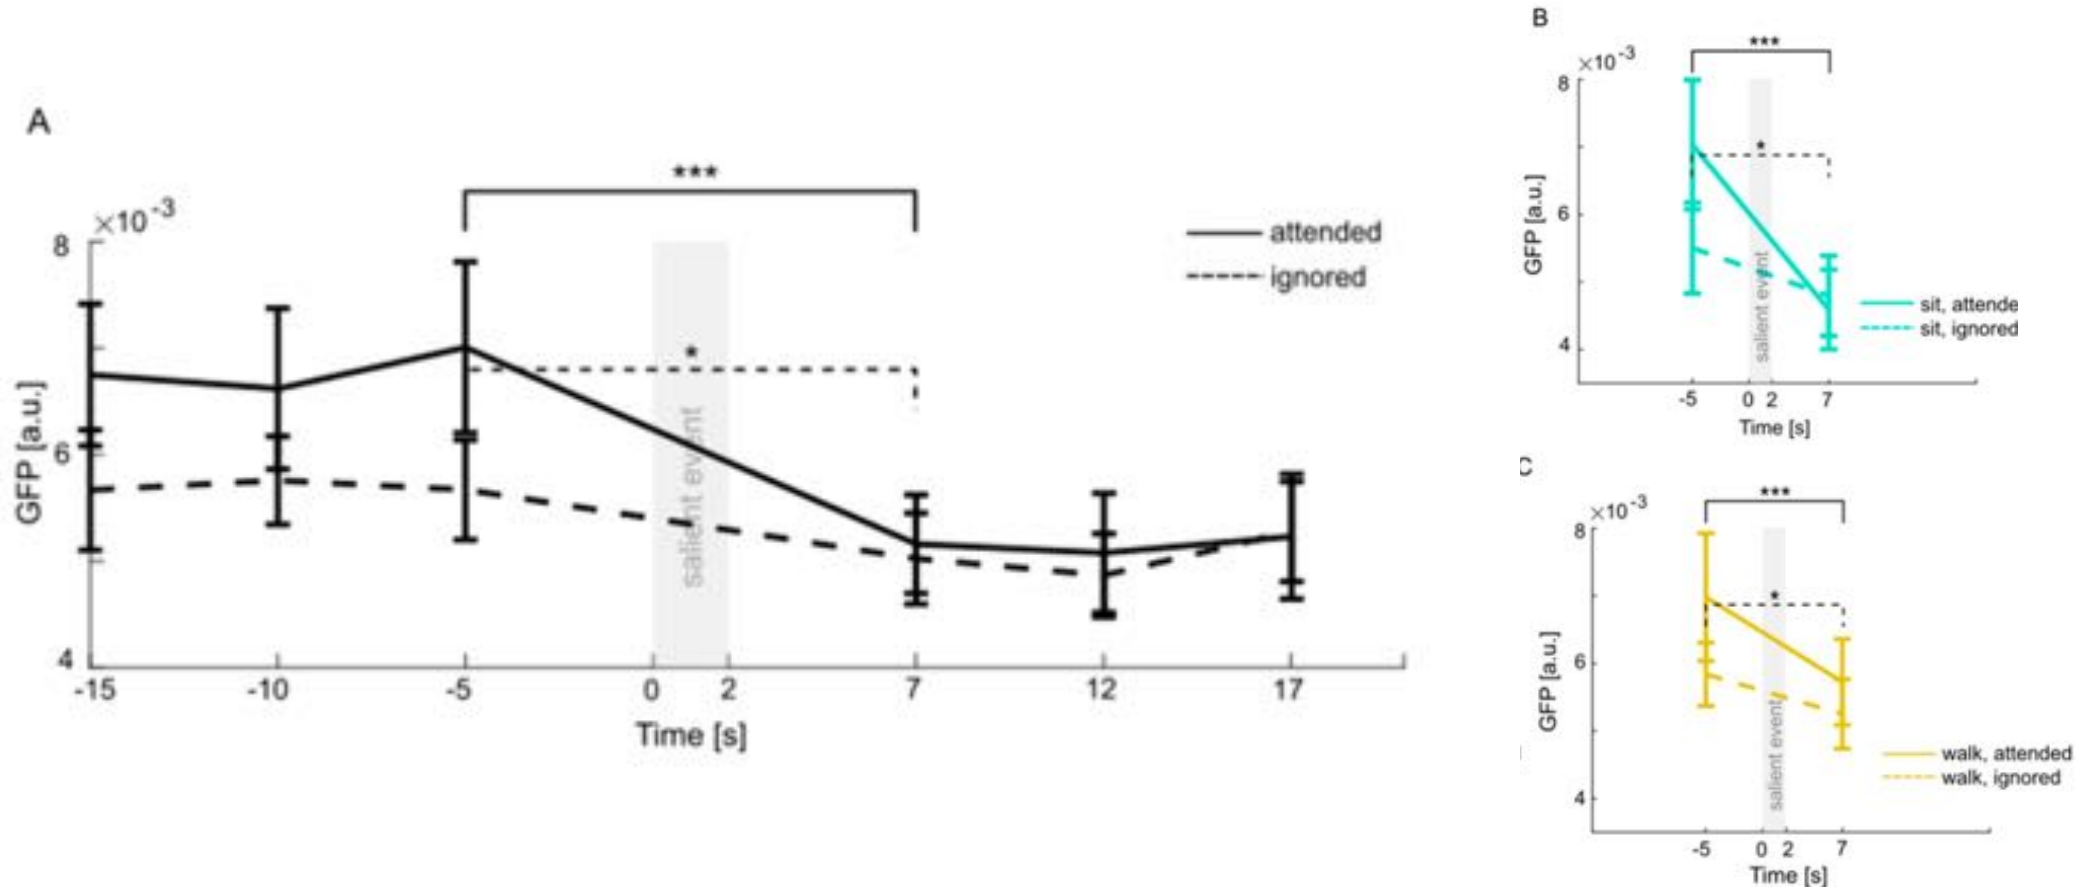 A
×10-3
8
6
4
GFP [a.u.]
***
*
salient event
attended
ignored
-15 -10 -5 0 2 7 12 17
Time [s]
B
×10-3
8
6
4
GFP [a.u.]
***
*
salient event
sit, attende
sit, ignored
-5 0 2 7
Time [s]
C
×10-3
8
6
4
GFP [a.u.]
***
*
salient event
walk, attended
walk, ignored
-5 0 2 7
Time [s]